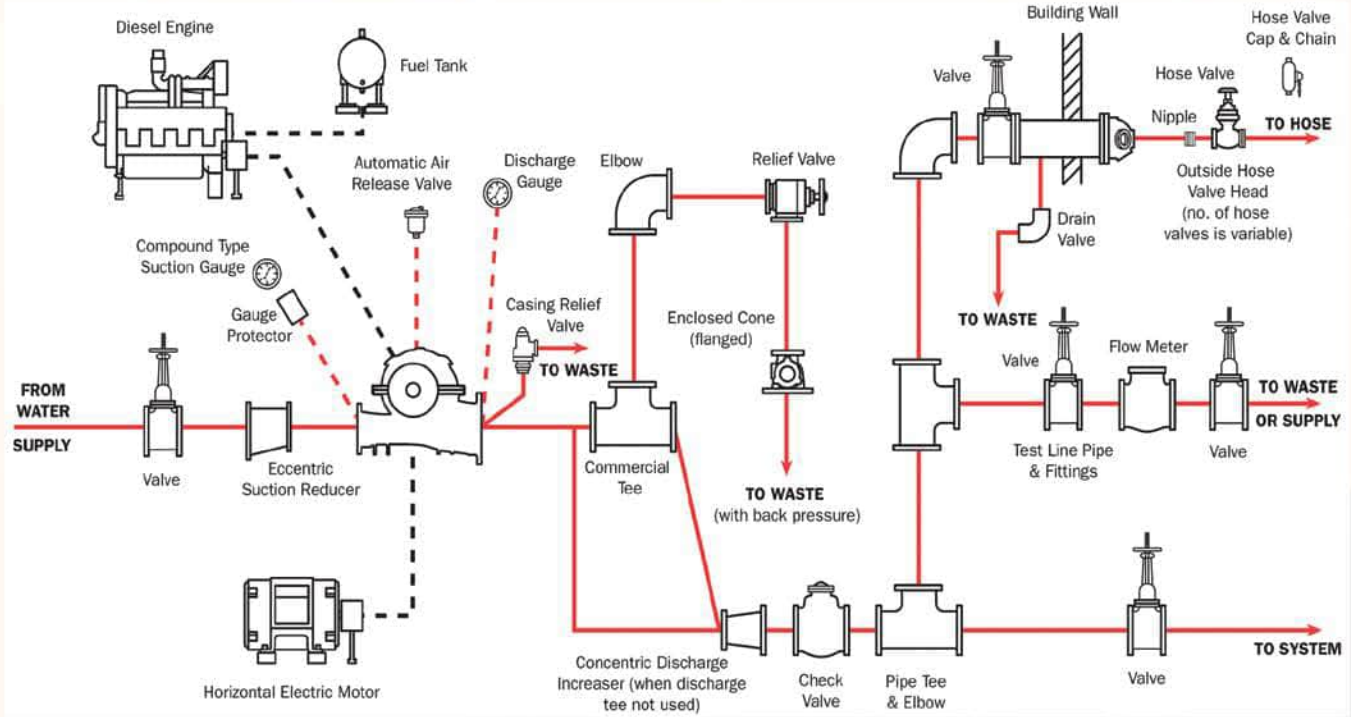 Diesel Engine
Fuel Tank
Building Wall
Hose Valve
Cap & Chain
Valve
Hose Valve
Nipple
TO HOSE
Outside Hose
Valve Head
(no. of hose
valves is variable)
Automatic Air
Release Valve
Discharge
Gauge
Elbow
Relief Valve
Drain
Valve
TO WASTE
Compound Type
Suction Gauge
Gauge
Protector
Casing Relief
Valve
TO WASTE
Enclosed Cone
(flanged)
Valve
Flow Meter
FROM
WATER
SUPPLY
TO WASTE
OR SUPPLY
Valve
Eccentric
Suction Reducer
Commercial
Tee
TO WASTE
(with back pressure)
Test Line Pipe
& Fittings
Valve
Horizontal Electric Motor
Concentric Discharge
Increaser (when discharge
tee not used)
Check
Valve
Pipe Tee
& Elbow
Valve
TO SYSTEM